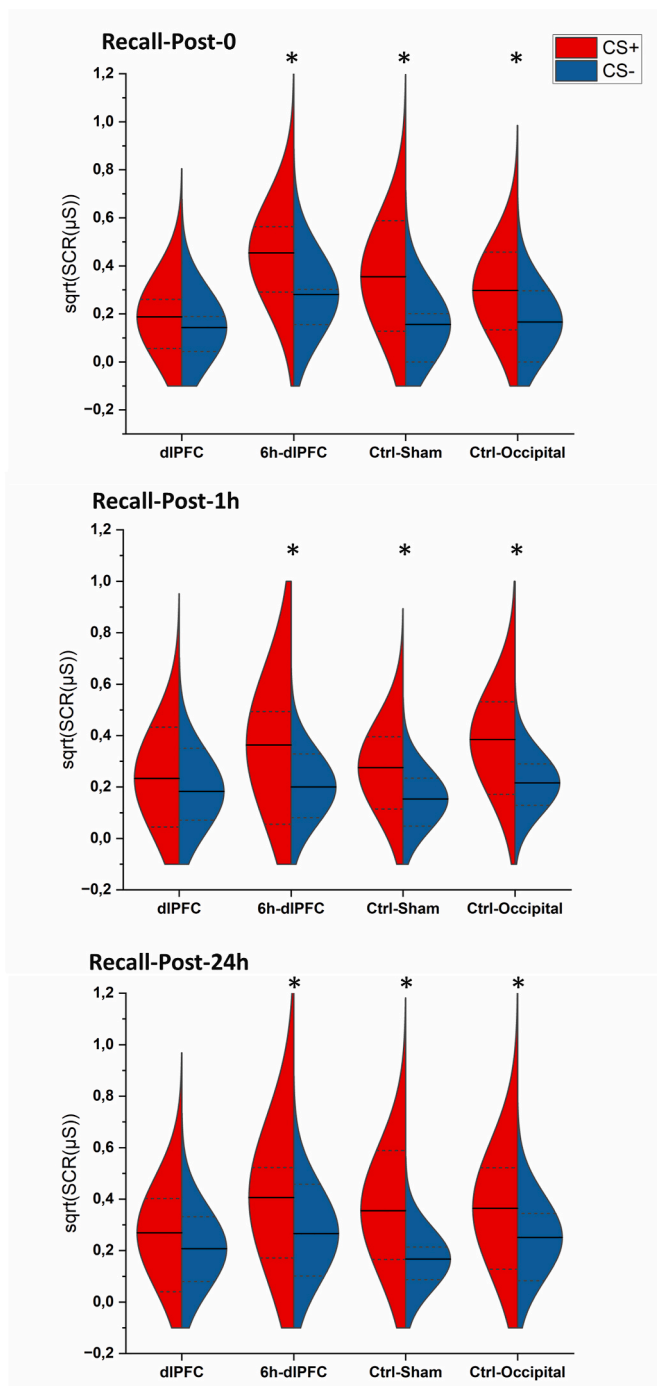 Recall-Post-0
CS+
CS-
* * *
1,2
1,0
0,8
0,6
0,4
0,2
0,0
−0,2
sqrt(SCR(µS))
dlPFC 6h-dlPFC Ctrl-Sham Ctrl-Occipital
Recall-Post-1h
* * *
1,2
1,0
0,8
0,6
0,4
0,2
0,0
−0,2
sqrt(SCR(µS))
dlPFC 6h-dlPFC Ctrl-Sham Ctrl-Occipital
Recall-Post-24h
* * *
1,2
1,0
0,8
0,6
0,4
0,2
0,0
−0,2
sqrt(SCR(µS))
dlPFC 6h-dlPFC Ctrl-Sham Ctrl-Occipital